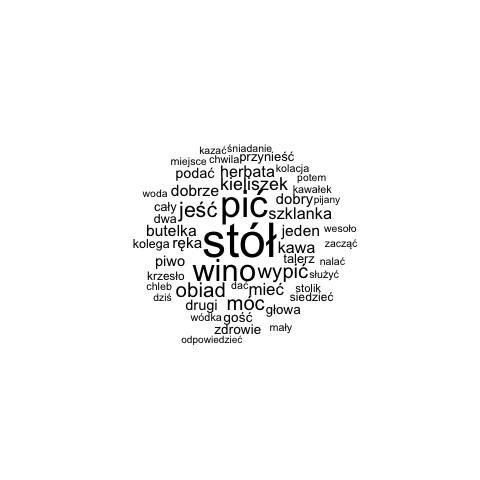 kazać śniadanie
miejsce chwila przynieść
podać herbata kolacja
kieliszek potem
woda dobrze kawałek
cały jeść pić dobry pijany
dwa szklanka
butelka stół jeden wesoło
kolega ręka kawa zacząć
piwo wino wypić talerz nalać
krzesło służyć
chleb obiad dać mieć stolik
dziś siedzieć
drugi móc głowa
wódka gość
zdrowie mały
odpowiedzieć